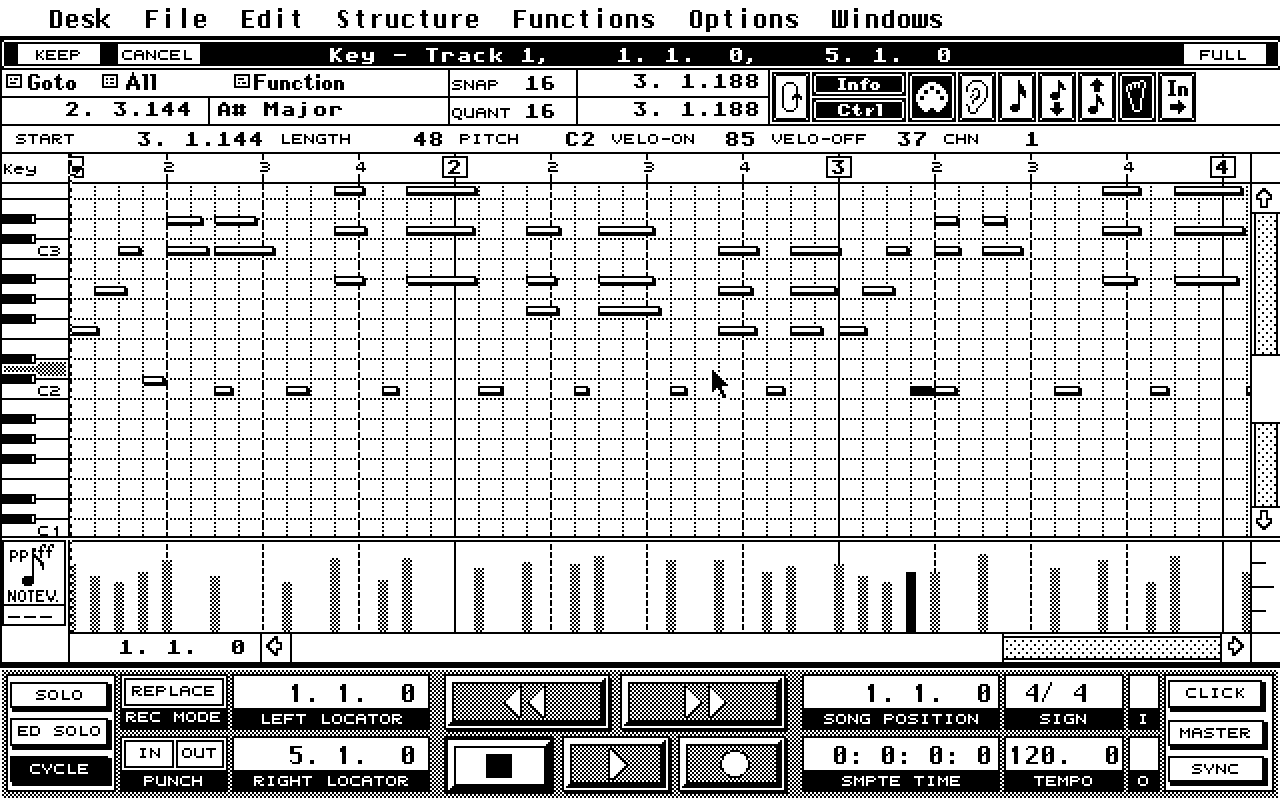 Desk File Edit Structure Functions Options Windows
KEEP CANCEL Key - Track 1, 1. 1. 0, 5. 1. 0 FULL
Goto All Function SNAP 16 3. 1.188 Info
2. 3.144 A# Major QUANT 16 3. 1.188 Ctrl In
START 3. 1.144 LENGTH 48 PITCH C2 VELO-ON 85 VELO-OFF 37 CHN 1
Key 2 3 4 2 2 3 4 3 2 3 4 4
C3
C2
C1
PP ff
NOTEV.
---
1. 1. 0
SOLO REPLACE 1. 1. 0 1. 1. 0 4/ 4 CLICK
REC MODE LEFT LOCATOR SONG POSITION SIGN I
ED SOLO MASTER
IN OUT 5. 1. 0 0: 0: 0: 0 120. 0
CYCLE PUNCH RIGHT LOCATOR SMPTE TIME TEMPO O SYNC